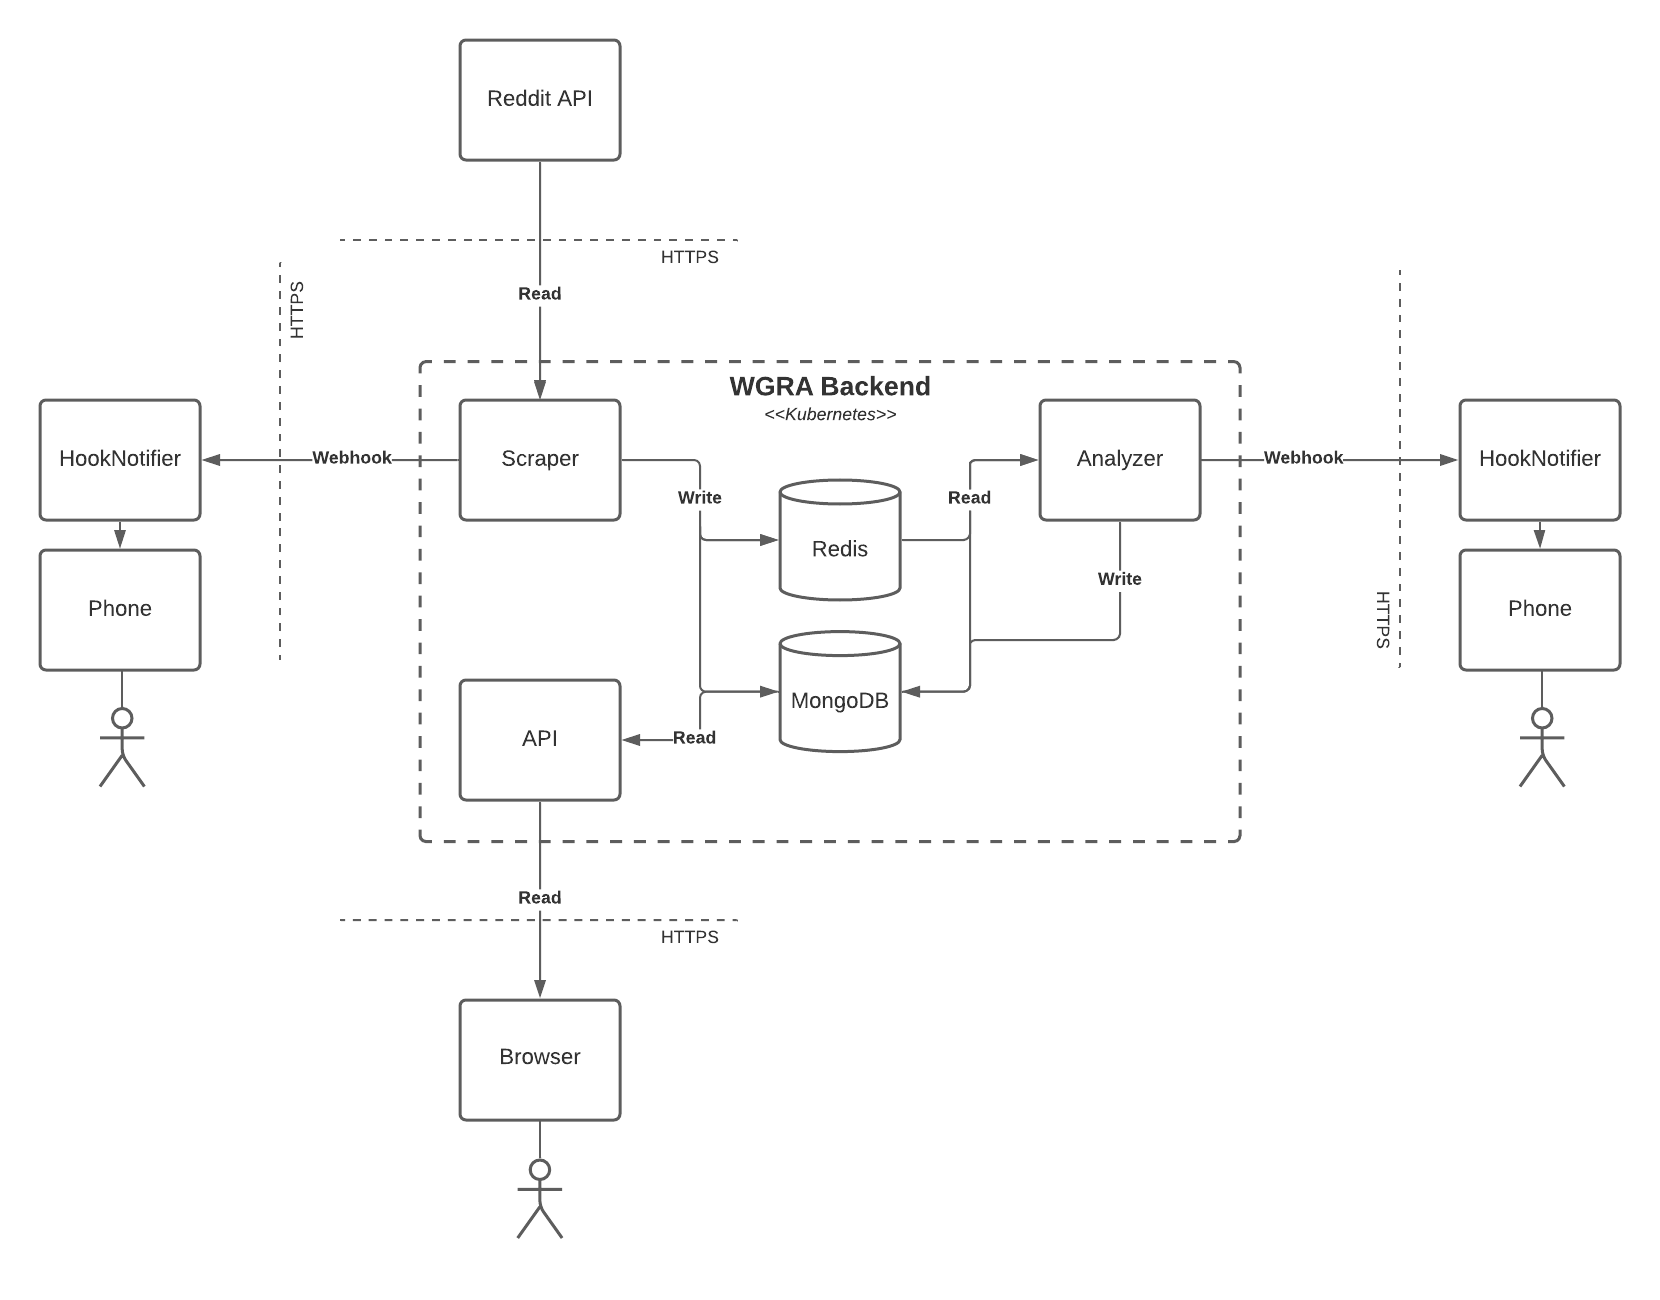 Reddit API
HTTPS
Read
HTTPS
WGRA Backend
<<Kubernetes>>
HookNotifier
Webhook
Scraper
Analyzer
Webhook
HookNotifier
Write
Read
Redis
Write
Phone
Phone
HTTPS
MongoDB
API
Read
Read
HTTPS
Browser